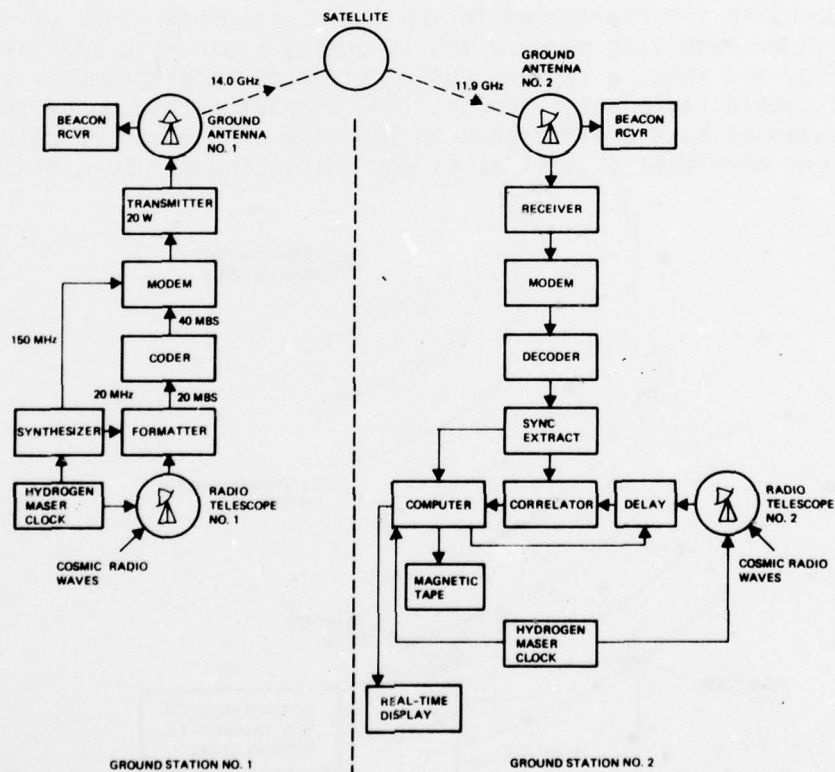 SATELLITE
14.0 GHz
11.9 GHz
GROUND
ANTENNA
NO. 2
BEACON
RCVR
GROUND
ANTENNA
NO. 1
BEACON
RCVR
TRANSMITTER
20 W
RECEIVER
MODEM
MODEM
150 MHz
40 MBS
CODER
DECODER
20 MHz
20 MBS
SYNTHESIZER
FORMATTER
SYNC
EXTRACT
HYDROGEN
MASER
CLOCK
RADIO
TELESCOPE
NO. 1
COMPUTER
CORRELATOR
DELAY
RADIO
TELESCOPE
NO. 2
COSMIC RADIO
WAVES
COSMIC RADIO
WAVES
MAGNETIC
TAPE
HYDROGEN
MASER
CLOCK
REAL-TIME
DISPLAY
GROUND STATION NO. 1
GROUND STATION NO. 2